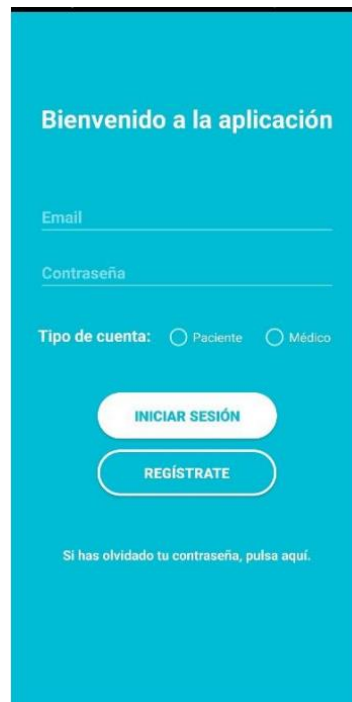 Bienvenido a la aplicación
Email
Contraseña
Tipo de cuenta: Paciente Médico
INICIAR SESIÓN
REGÍSTRATE
Si has olvidado tu contraseña, pulsa aquí.